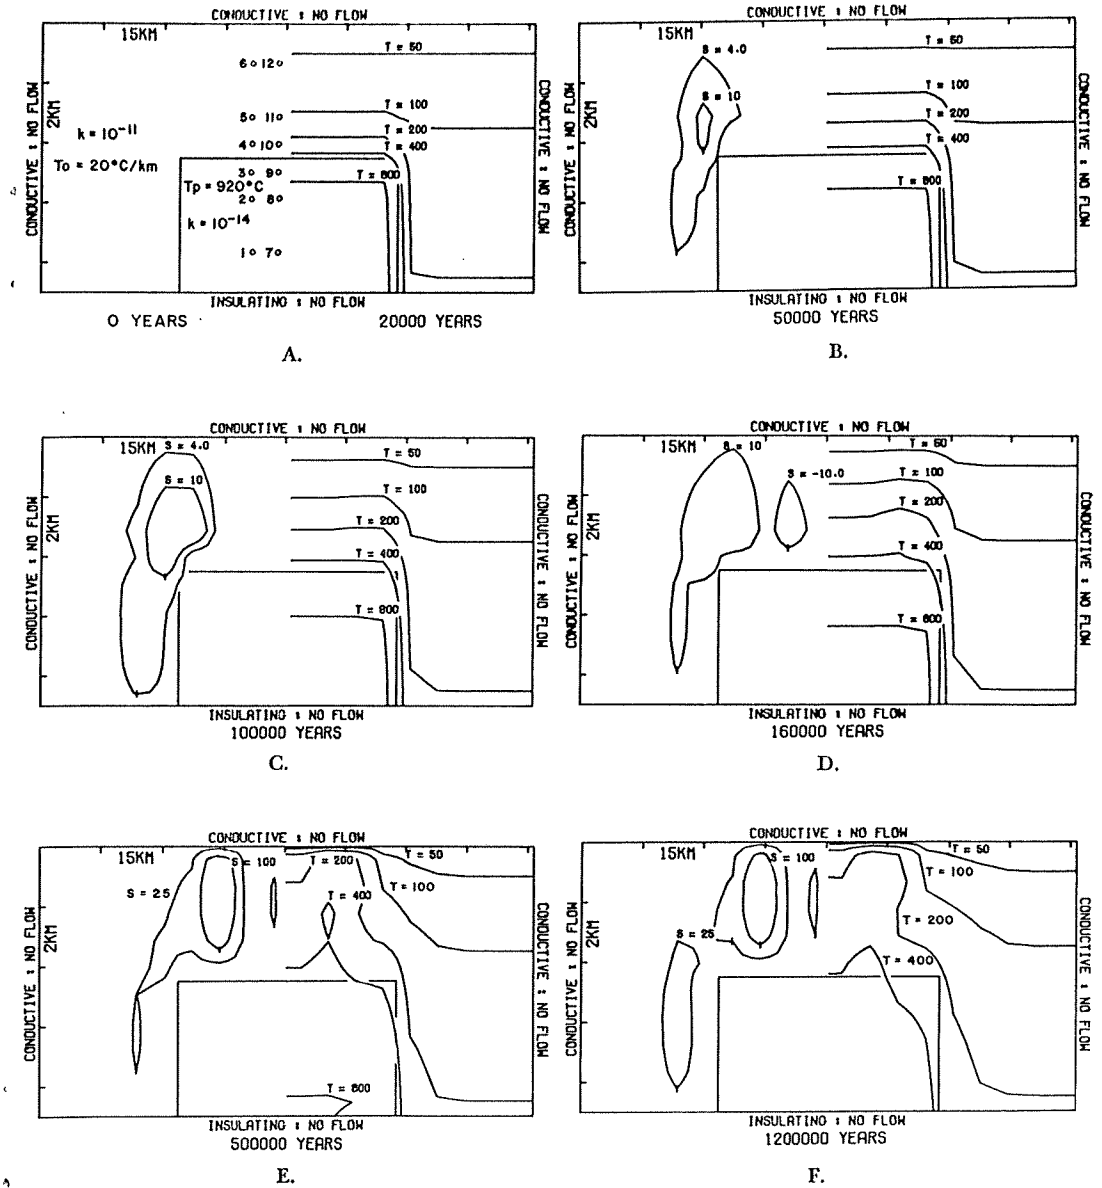 CONDUCTIVE : NO FLOW
15KM
T = 50
6 o 12 o
CONDUCTIVE : NO FLOW
2KM
T = 100
5 o 11 o
k = 10⁻¹¹
T = 200
4 o 10 o
T = 400
To = 20°C/km
3 o 9 o
T = 800
Tp = 920°C
2 o 8 o
k = 10⁻¹⁴
1 o 7 o
CONDUCTIVE : NO FLOW
INSULATING : NO FLOW
0 YEARS
20000 YEARS
A.
CONDUCTIVE : NO FLOW
15KM
S = 4.0
T = 50
CONDUCTIVE : NO FLOW
2KM
S = 10
T = 100
T = 200
T = 400
T = 800
CONDUCTIVE : NO FLOW
INSULATING : NO FLOW
50000 YEARS
B.
CONDUCTIVE : NO FLOW
15KM
S = 4.0
T = 50
CONDUCTIVE : NO FLOW
2KM
S = 10
T = 100
T = 200
T = 400
T = 800
CONDUCTIVE : NO FLOW
INSULATING : NO FLOW
100000 YEARS
C.
CONDUCTIVE : NO FLOW
15KM
S = 10
T = 50
CONDUCTIVE : NO FLOW
2KM
S = -10.0
T = 100
T = 200
T = 400
T = 800
CONDUCTIVE : NO FLOW
INSULATING : NO FLOW
160000 YEARS
D.
CONDUCTIVE : NO FLOW
15KM
S = 100
T = 200
T = 50
CONDUCTIVE : NO FLOW
2KM
S = 25
T = 100
T = 400
T = 800
CONDUCTIVE : NO FLOW
INSULATING : NO FLOW
500000 YEARS
E.
CONDUCTIVE : NO FLOW
15KM
S = 100
T = 50
T = 100
CONDUCTIVE : NO FLOW
2KM
S = 25
T = 200
T = 400
CONDUCTIVE : NO FLOW
INSULATING : NO FLOW
1200000 YEARS
F.